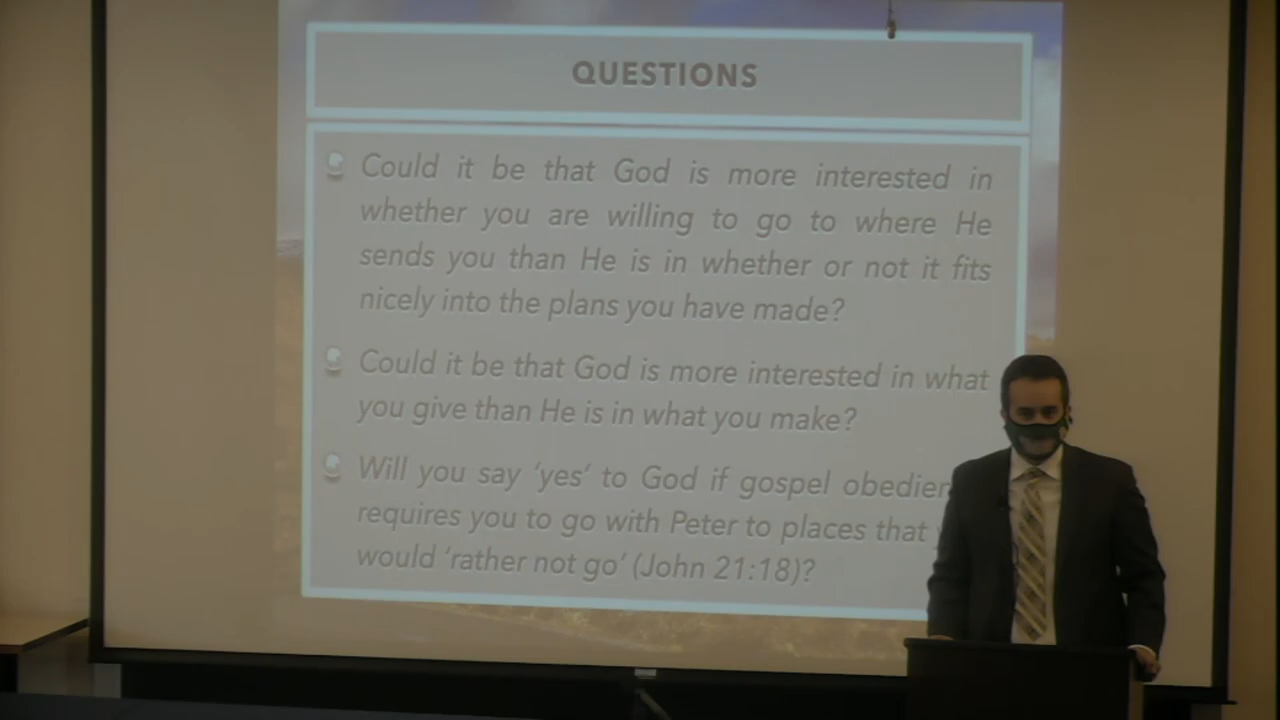 QUESTIONS
Could it be that God is more interested in
whether you are willing to go to where He
sends you than He is in whether or not it fits
nicely into the plans you have made?
Could it be that God is more interested in what
you give than He is in what you make?
Will you say ‘yes’ to God if gospel
requires you to go with Peter to places that
would ‘rather not go’ (John 21:18)?